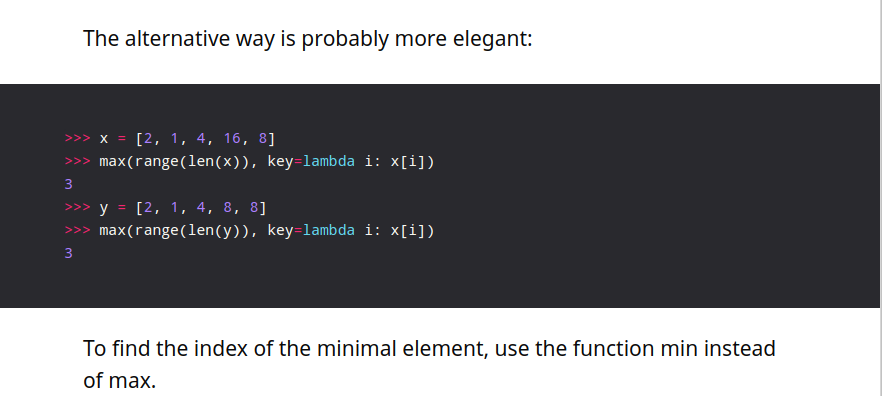 The alternative way is probably more elegant:
>>> x = [2, 1, 4, 16, 8]
>>> max(range(len(x)), key=lambda i: x[i])
3
>>> y = [2, 1, 4, 8, 8]
>>> max(range(len(y)), key=lambda i: x[i])
3
To find the index of the minimal element, use the function min instead
of max.